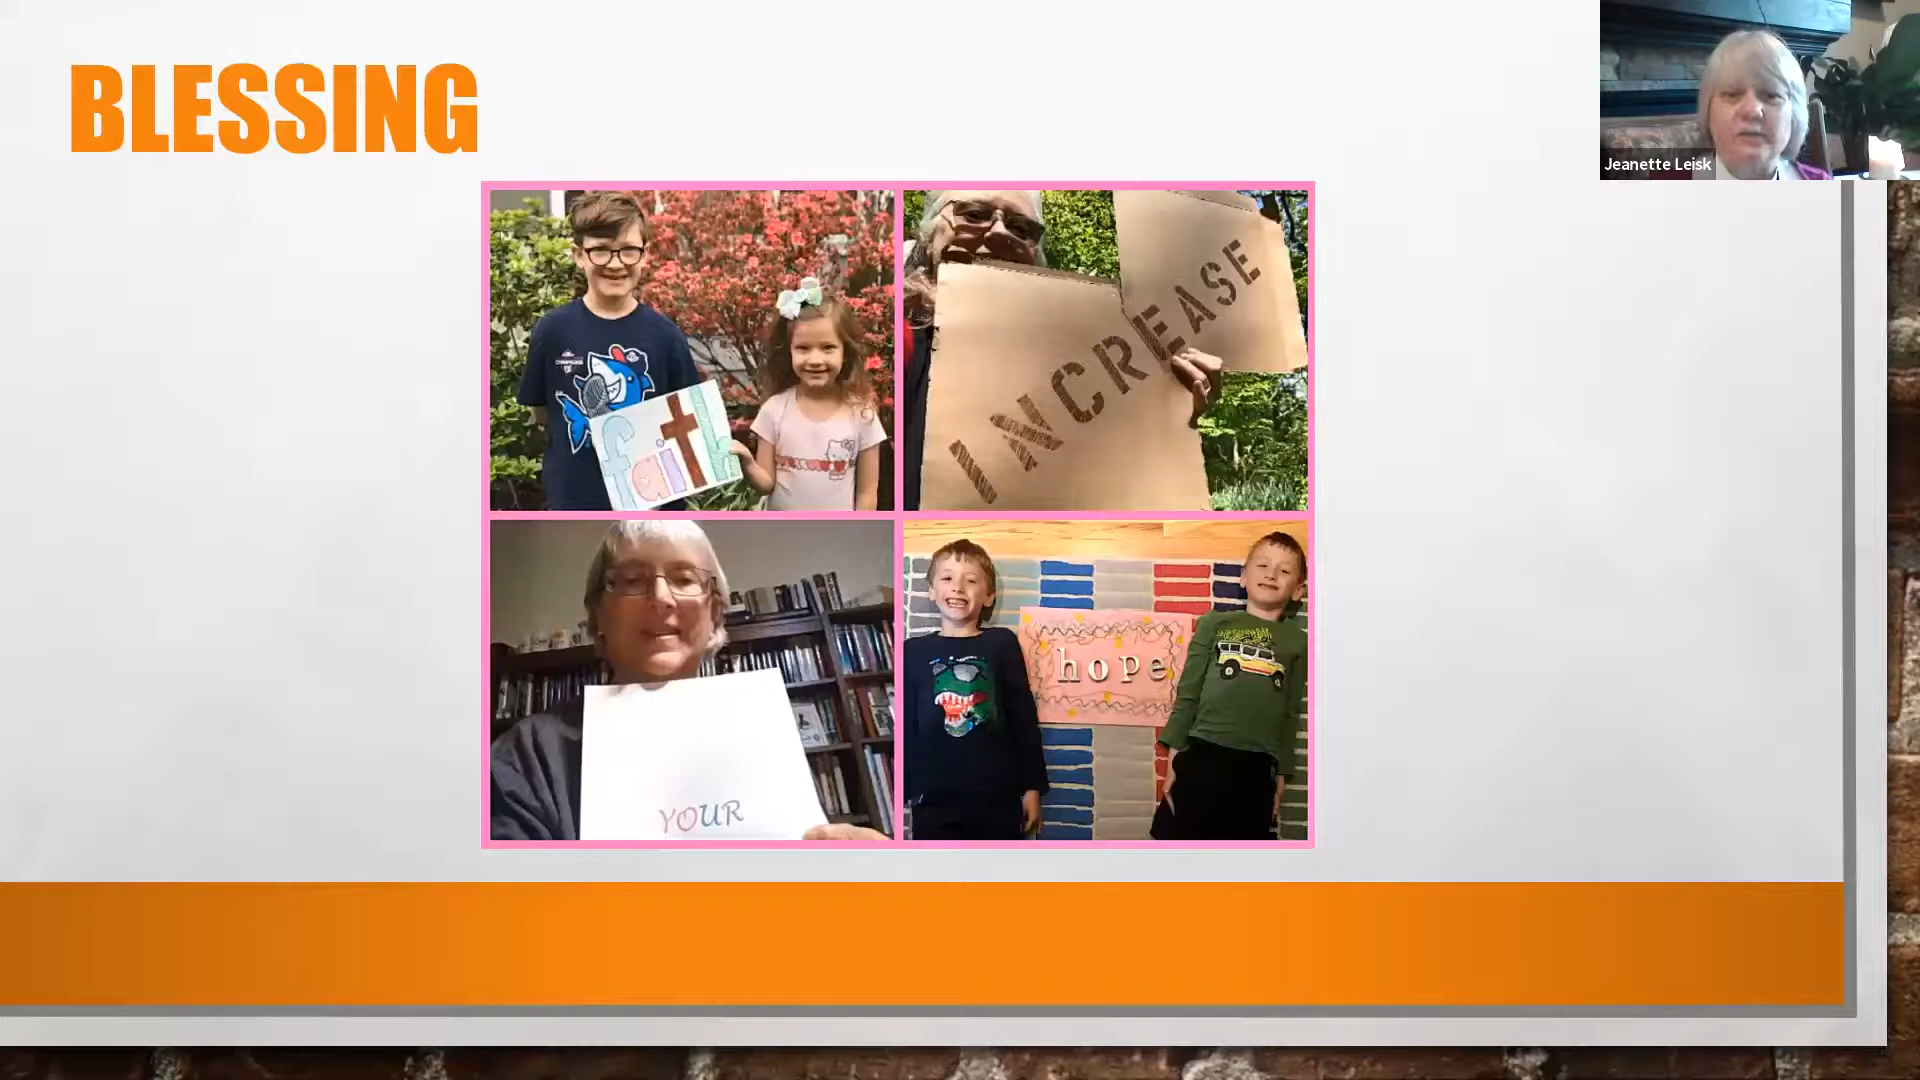 BLESSING
Jeanette Leisk
faith
INCREASE
YOUR
hope